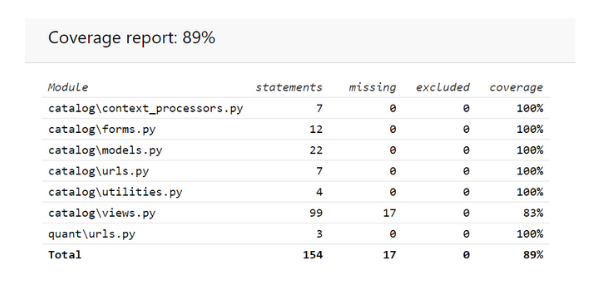 Coverage report: 89%
Module statements missing excluded coverage
catalog\context_processors.py 7 0 0 100%
catalog\forms.py 12 0 0 100%
catalog\models.py 22 0 0 100%
catalog\urls.py 7 0 0 100%
catalog\utilities.py 4 0 0 100%
catalog\views.py 99 17 0 83%
quant\urls.py 3 0 0 100%
Total 154 17 0 89%